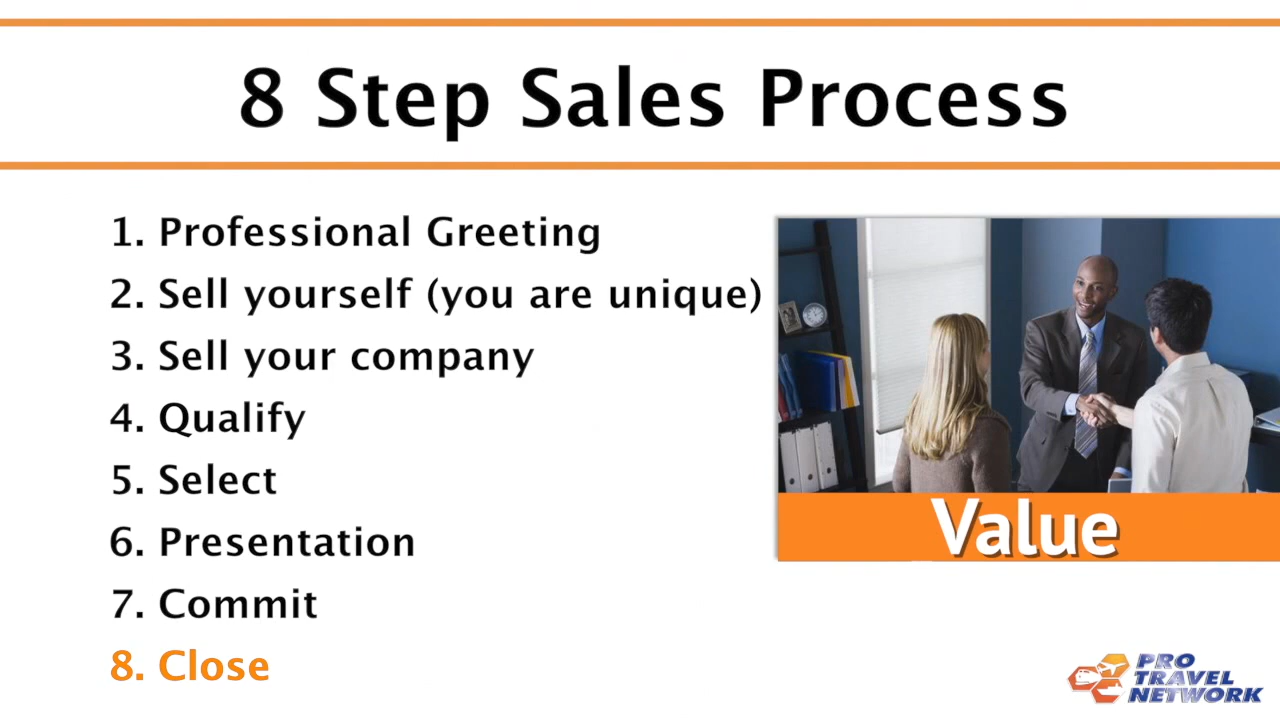 8 Step Sales Process
1. Professional Greeting
2. Sell yourself (you are unique)
3. Sell your company
4. Qualify
5. Select
6. Presentation
7. Commit
8. Close
Value
PRO
TRAVEL
NETWORK